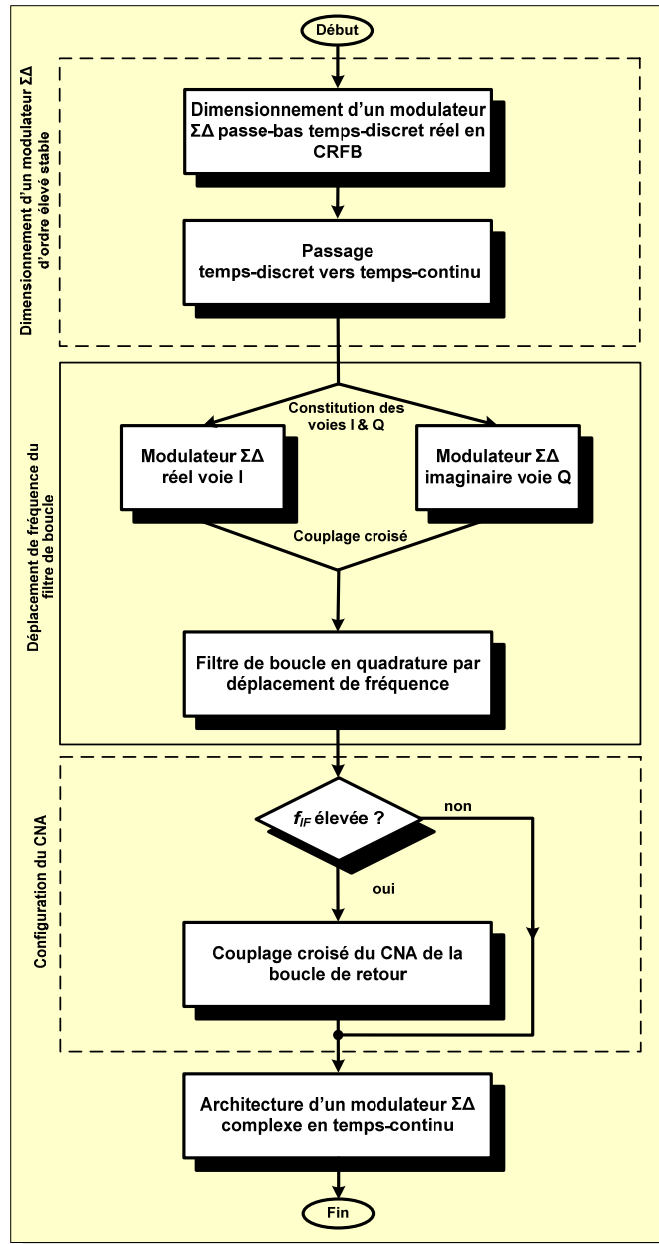 Début
Dimensionnement d'un modulateur ΣΔ
d'ordre élevé stable
Dimensionnement d'un modulateur
ΣΔ passe-bas temps-discret réel en
CRFB
Passage
temps-discret vers temps-continu
Déplacement de fréquence du
filtre de boucle
Constitution des
voies I & Q
Modulateur ΣΔ
réel voie I
Modulateur ΣΔ
imaginaire voie Q
Couplage croisé
Filtre de boucle en quadrature par
déplacement de fréquence
Configuration du CNA
fIF élevée ?
non
oui
Couplage croisé du CNA de la
boucle de retour
Architecture d'un modulateur ΣΔ
complexe en temps-continu
Fin